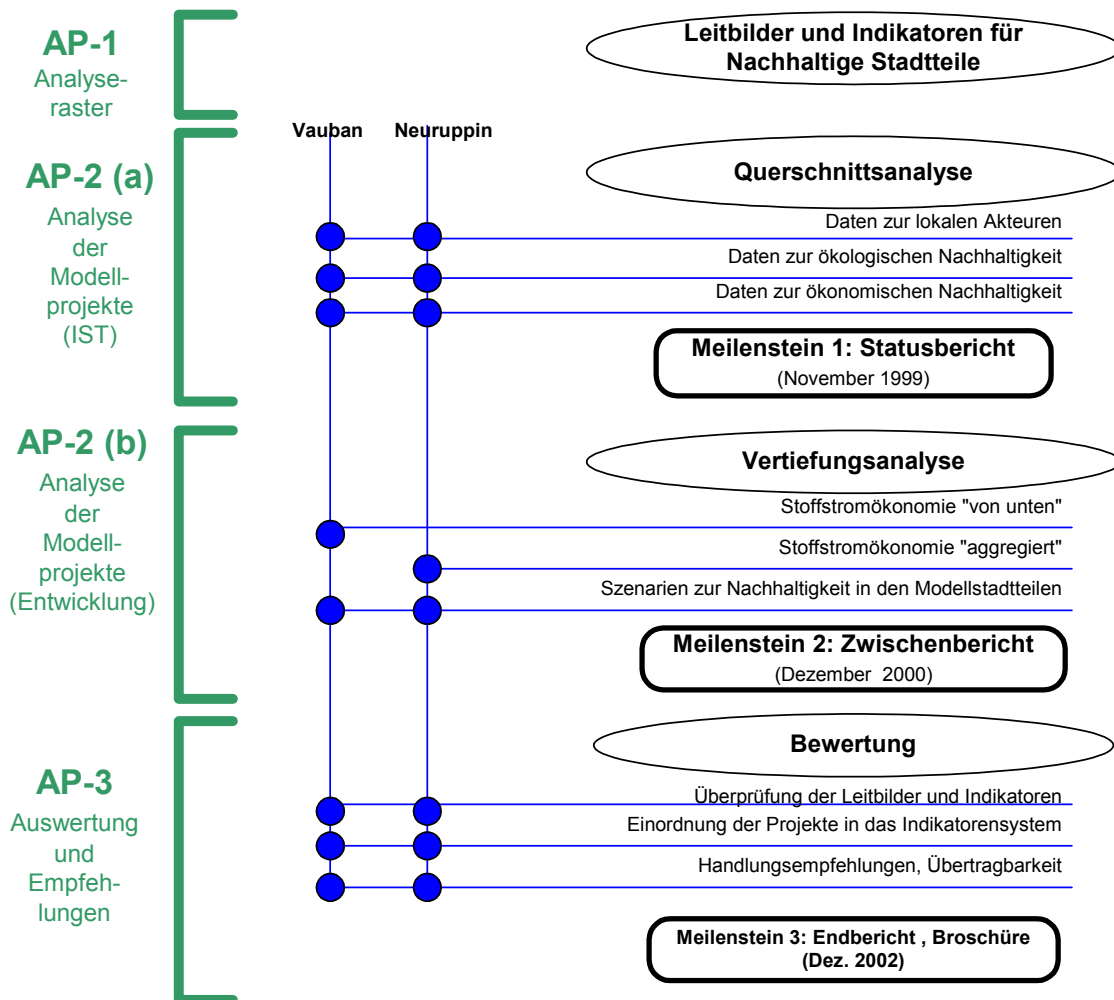 AP-1
Analyse-
raster
Leitbilder und Indikatoren für
Nachhaltige Stadtteile
Vauban
Neuruppin
AP-2 (a)
Analyse
der
Modell-
projekte
(IST)
Querschnittsanalyse
Daten zur lokalen Akteuren
Daten zur ökologischen Nachhaltigkeit
Daten zur ökonomischen Nachhaltigkeit
Meilenstein 1: Statusbericht
(November 1999)
AP-2 (b)
Analyse
der
Modell-
projekte
(Entwicklung)
Vertiefungsanalyse
Stoffstromökonomie "von unten"
Stoffstromökonomie "aggregiert"
Szenarien zur Nachhaltigkeit in den Modellstadtteilen
Meilenstein 2: Zwischenbericht
(Dezember 2000)
AP-3
Auswertung
und
Empfeh-
lungen
Bewertung
Überprüfung der Leitbilder und Indikatoren
Einordnung der Projekte in das Indikatorensystem
Handlungsempfehlungen, Übertragbarkeit
Meilenstein 3: Endbericht , Broschüre
(Dez. 2002)